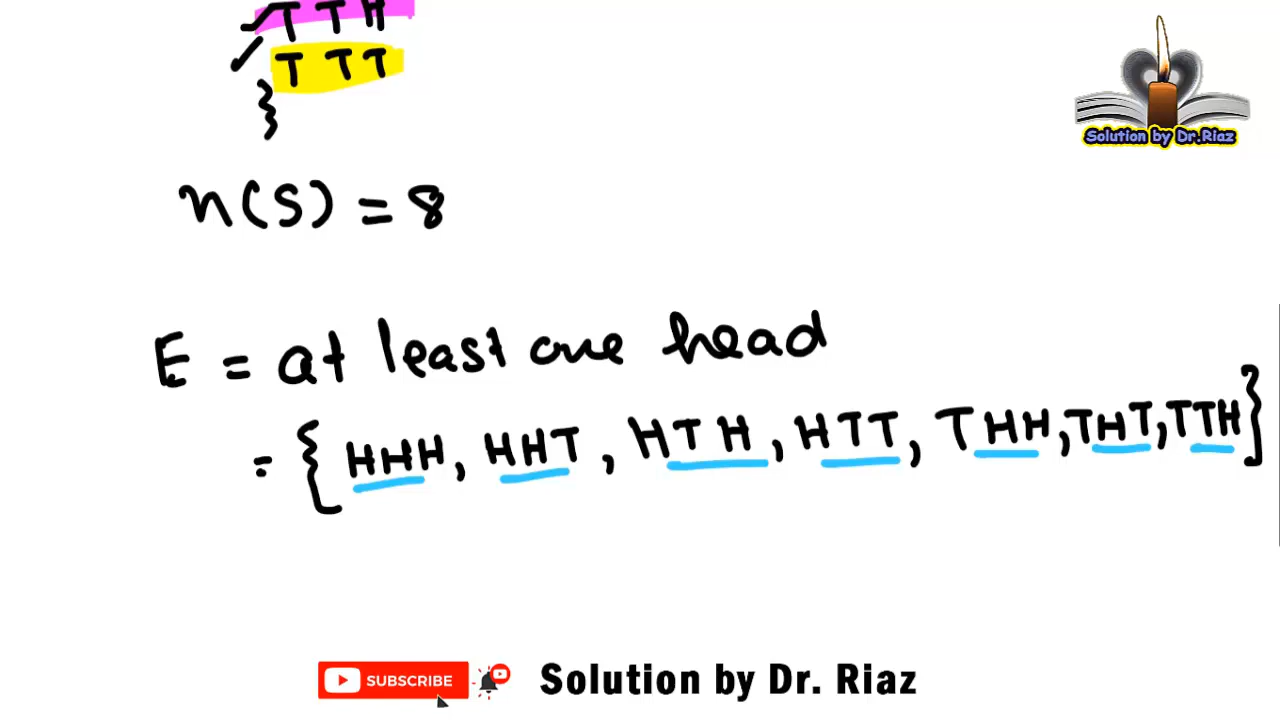 T T H
T T T
}
n(S) = 8
E = at least one head
= { HHH, HHT, HTH, HTT, THH, THT, TTH }
Solution by Dr.Riaz
SUBSCRIBE
Solution by Dr. Riaz